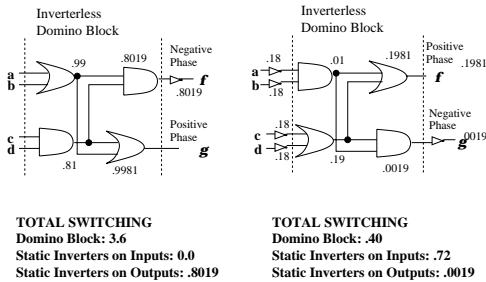 Inverterless
Domino Block
.99
.8019
Negative
Phase
a
b
f
.8019
Positive
Phase
c
d
g
.81
.9981
Inverterless
Domino Block
.18
.01
.1981
Positive
Phase
.1981
a
b
f
.18
Negative
Phase
.18
c
d
g
.0019
.18
.19
.0019
TOTAL SWITCHING
Domino Block: 3.6
Static Inverters on Inputs: 0.0
Static Inverters on Outputs: .8019
TOTAL SWITCHING
Domino Block: .40
Static Inverters on Inputs: .72
Static Inverters on Outputs: .0019